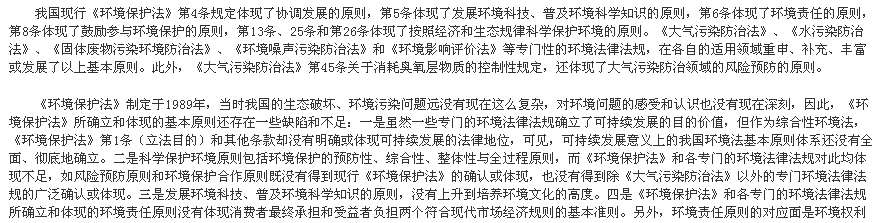 我国现行《环境保护法》第4条规定体现了协调发展的原则，第5条体现了发展环境科技、普及环境科学知识的原则，第6条体现了环境责任的原则，
第8条体现了鼓励参与环境保护的原则，第13条、25条和第26条体现了按照经济和生态规律科学保护环境的原则。《大气污染防治法》、《水污染防治
法》、《固体废物污染环境防治法》、《环境噪声污染防治法》和《环境影响评价法》等专门性的环境法律法规，在各自的适用领域重申、补充、丰富
或发展了以上基本原则。此外，《大气污染防治法》第45条关于消耗臭氧层物质的控制性规定，还体现了大气污染防治领域的风险预防的原则。
《环境保护法》制定于1989年，当时我国的生态破坏、环境污染问题远没有现在这么复杂，对环境问题的感受和认识也没有现在深刻，因此，《环
境保护法》所确立和体现的基本原则还存在一些缺陷和不足：一是虽然一些专门的环境法律法规确立了可持续发展的目的价值，但作为综合性环境法，
《环境保护法》第1条（立法目的）和其他条款却没有明确或体现可持续发展的法律地位，可见，可持续发展意义上的我国环境法基本原则体系还没有全
面、彻底地确立。二是科学保护环境原则包括环境保护的预防性、综合性、整体性与全过程原则，而《环境保护法》和各专门的环境法律法规对此均体
现不足，如风险预防原则和环境保护合作原则既没有得到现行《环境保护法》的确认或体现，也没有得到除《大气污染防治法》以外的专门环境法律法
规的广泛确认或体现。三是发展环境科技、普及环境科学知识的原则，没有上升到培养环境文化的高度。四是《环境保护法》和各专门的环境法律法规
所确立和体现的环境责任原则没有体现消费者最终承担和受益者负担两个符合现代市场经济规则的基本准则。另外，环境责任原则的对应面是环境权利